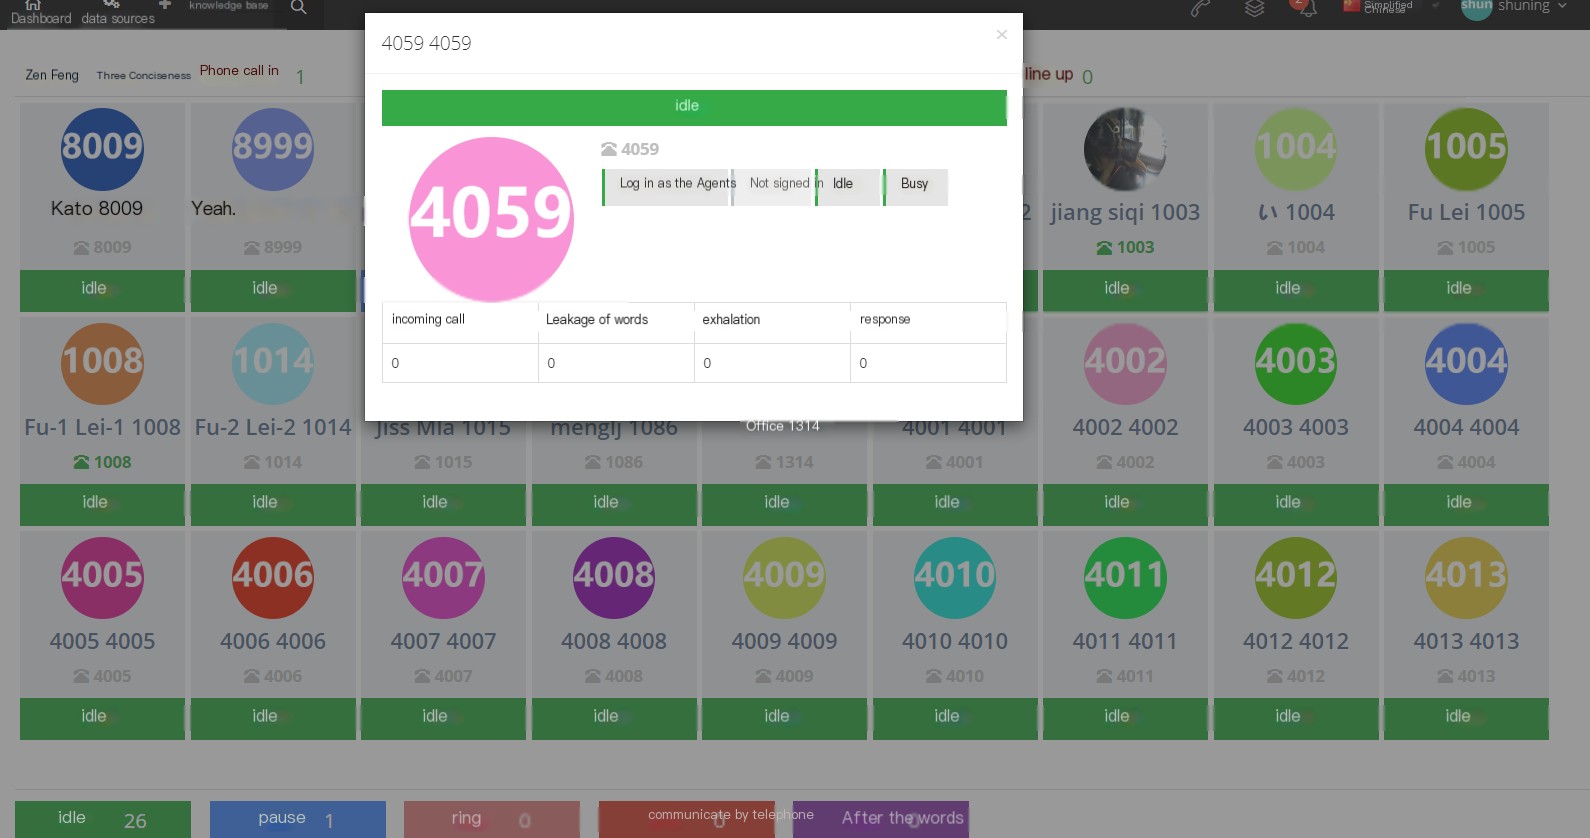 Dashboard data sources knowledge base
Simplified Chinese
2
shun shuning
Zen Feng Three Conciseness Phone call in 1
line up 0
4059 4059
×
idle
4059
4059
Log in as the Agents Not signed in Idle Busy
incoming call Leakage of words exhalation response
0 0 0 0
8009 8999 1004 1005
Kato 8009 Yeah. 2 jiang siqi 1003 い 1004 Fu Lei 1005
8009 8999 1003 1004 1005
idle idle idle idle idle
1008 1014 4002 4003 4004
Fu-1 Lei-1 1008 Fu-2 Lei-2 1014 Jiss Mia 1015 menglj 1086 Office 1314 4001 4001 4002 4002 4003 4003 4004 4004
1008 1014 1015 1086 1314 4001 4002 4003 4004
idle idle idle idle idle idle idle idle idle
4005 4006 4007 4008 4009 4010 4011 4012 4013
4005 4005 4006 4006 4007 4007 4008 4008 4009 4009 4010 4010 4011 4011 4012 4012 4013 4013
4005 4006 4007 4008 4009 4010 4011 4012 4013
idle idle idle idle idle idle idle idle idle
idle 26 pause 1 ring 0 communicate by telephone 0 After the words 0